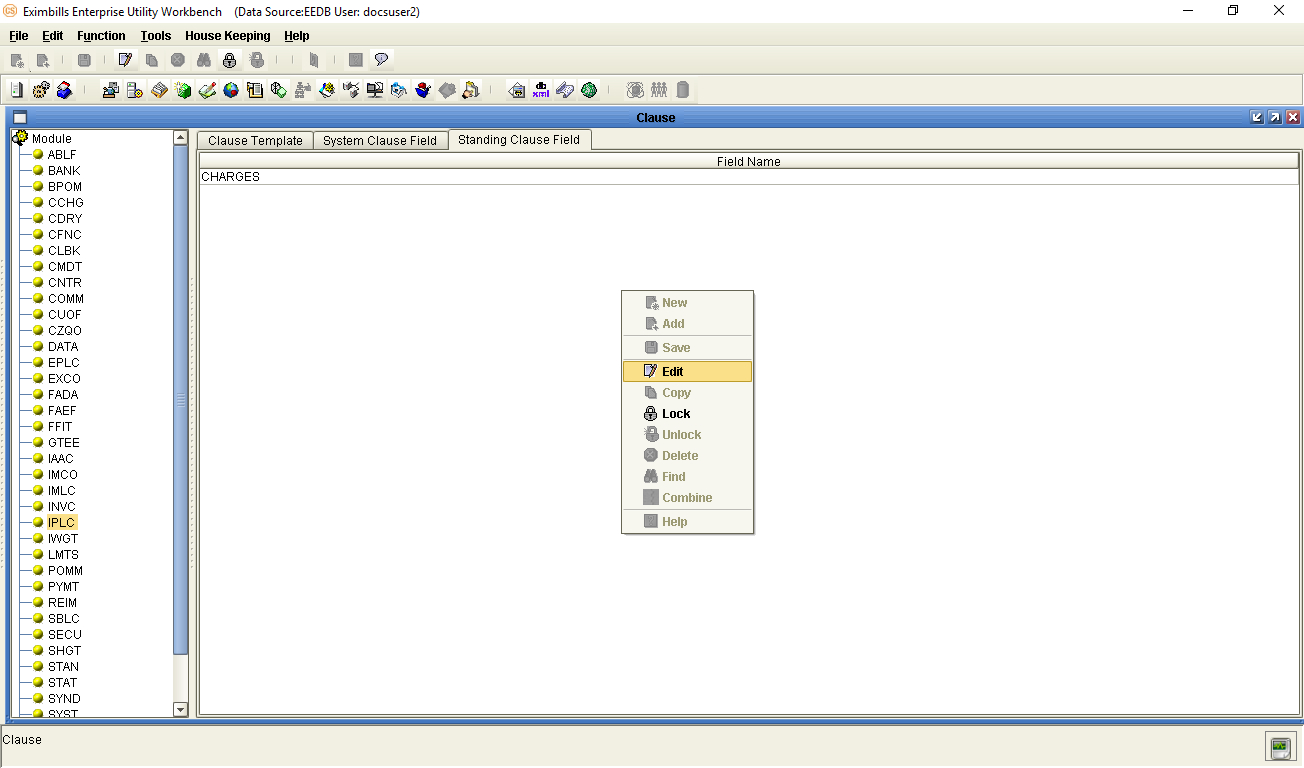 CS Eximbills Enterprise Utility Workbench (Data Source:EEDB User: docsuser2)
File Edit Function Tools House Keeping Help
db
xml
Clause
Module
ABLF
BANK
BPOM
CCHG
CDRY
CFNC
CLBK
CMDT
CNTR
COMM
CUOF
CZQO
DATA
EPLC
EXCO
FADA
FAEF
FFIT
GTEE
IAAC
IMCO
IMLC
INVC
IPLC
IWGT
LMTS
POMM
PYMT
REIM
SBLC
SECU
SHGT
STAN
STAT
SYND
SYST
Clause Template System Clause Field Standing Clause Field
Field Name
CHARGES
New
Add
Save
Edit
Copy
Lock
Unlock
Delete
Find
Combine
Help
Clause